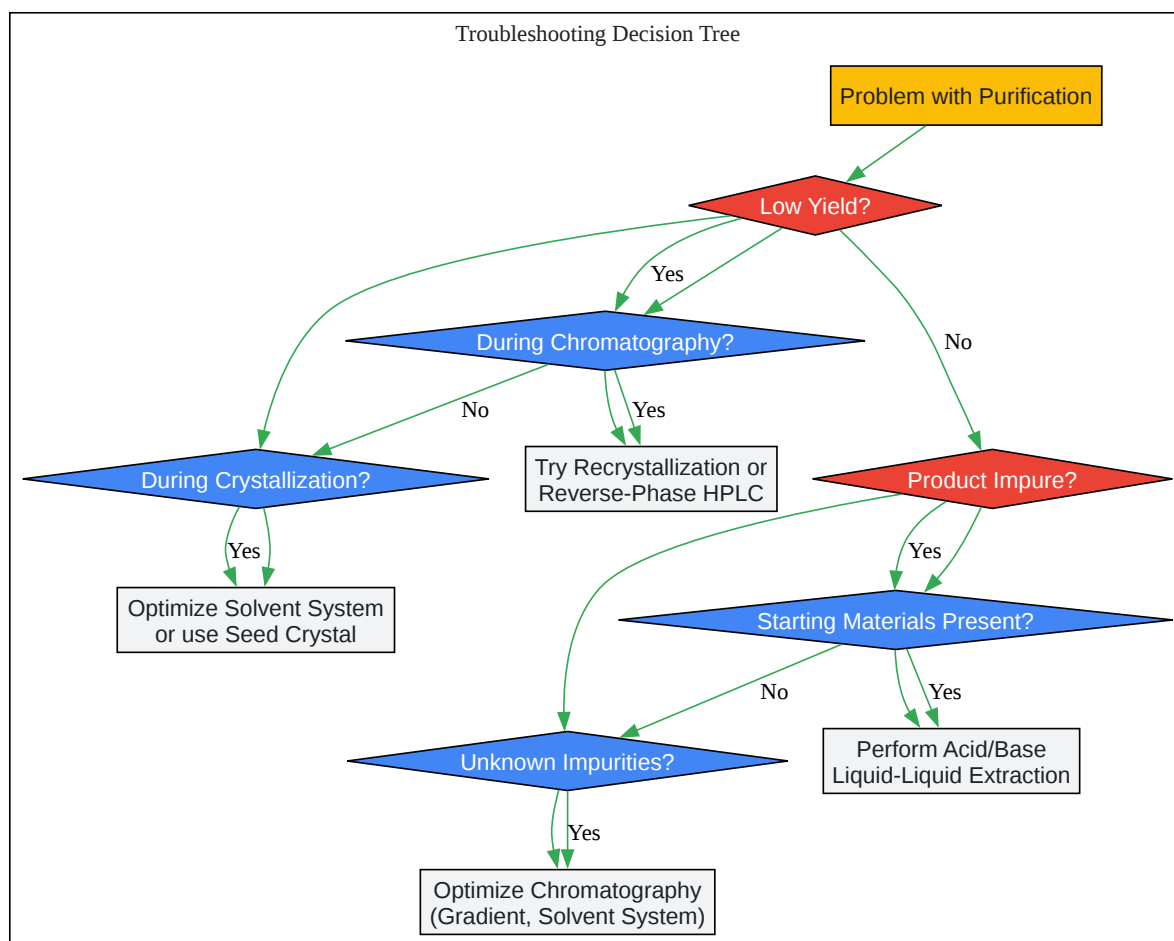 Troubleshooting Decision Tree
Problem with Purification
Low Yield?
Yes
During Chromatography?
No
No
Yes
During Crystallization?
Try Recrystallization or
Reverse-Phase HPLC
Product Impure?
Yes
Yes
Optimize Solvent System
or use Seed Crystal
Starting Materials Present?
No
Yes
Unknown Impurities?
Perform Acid/Base
Liquid-Liquid Extraction
Yes
Optimize Chromatography
(Gradient, Solvent System)